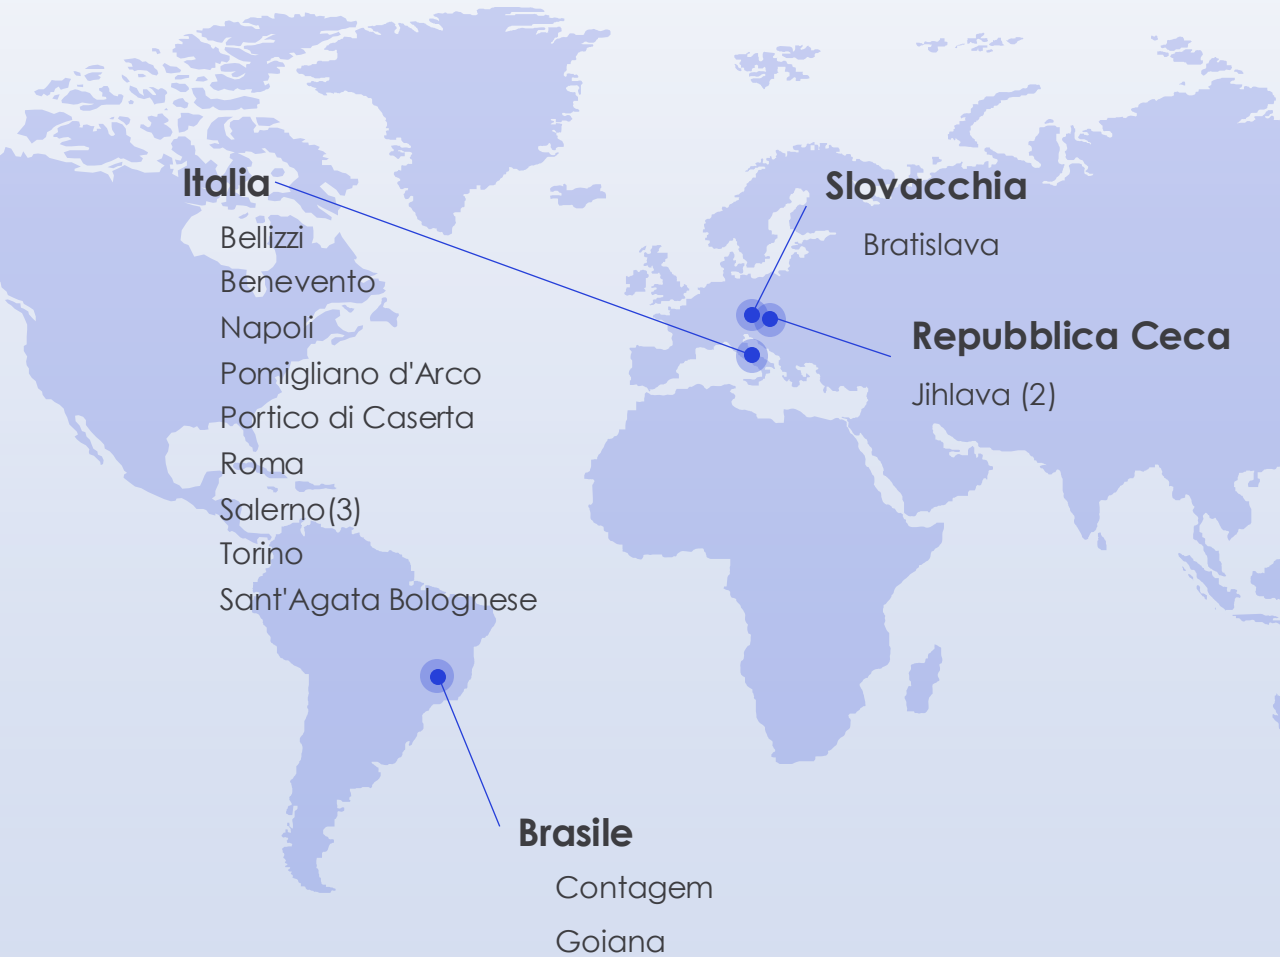 Italia
Bellizzi
Benevento
Napoli
Pomigliano d'Arco
Portico di Caserta
Roma
Salerno(3)
Torino
Sant'Agata Bolognese
Slovacchia
Bratislava
Repubblica Ceca
Jihlava (2)
Brasile
Contagem
Goiana